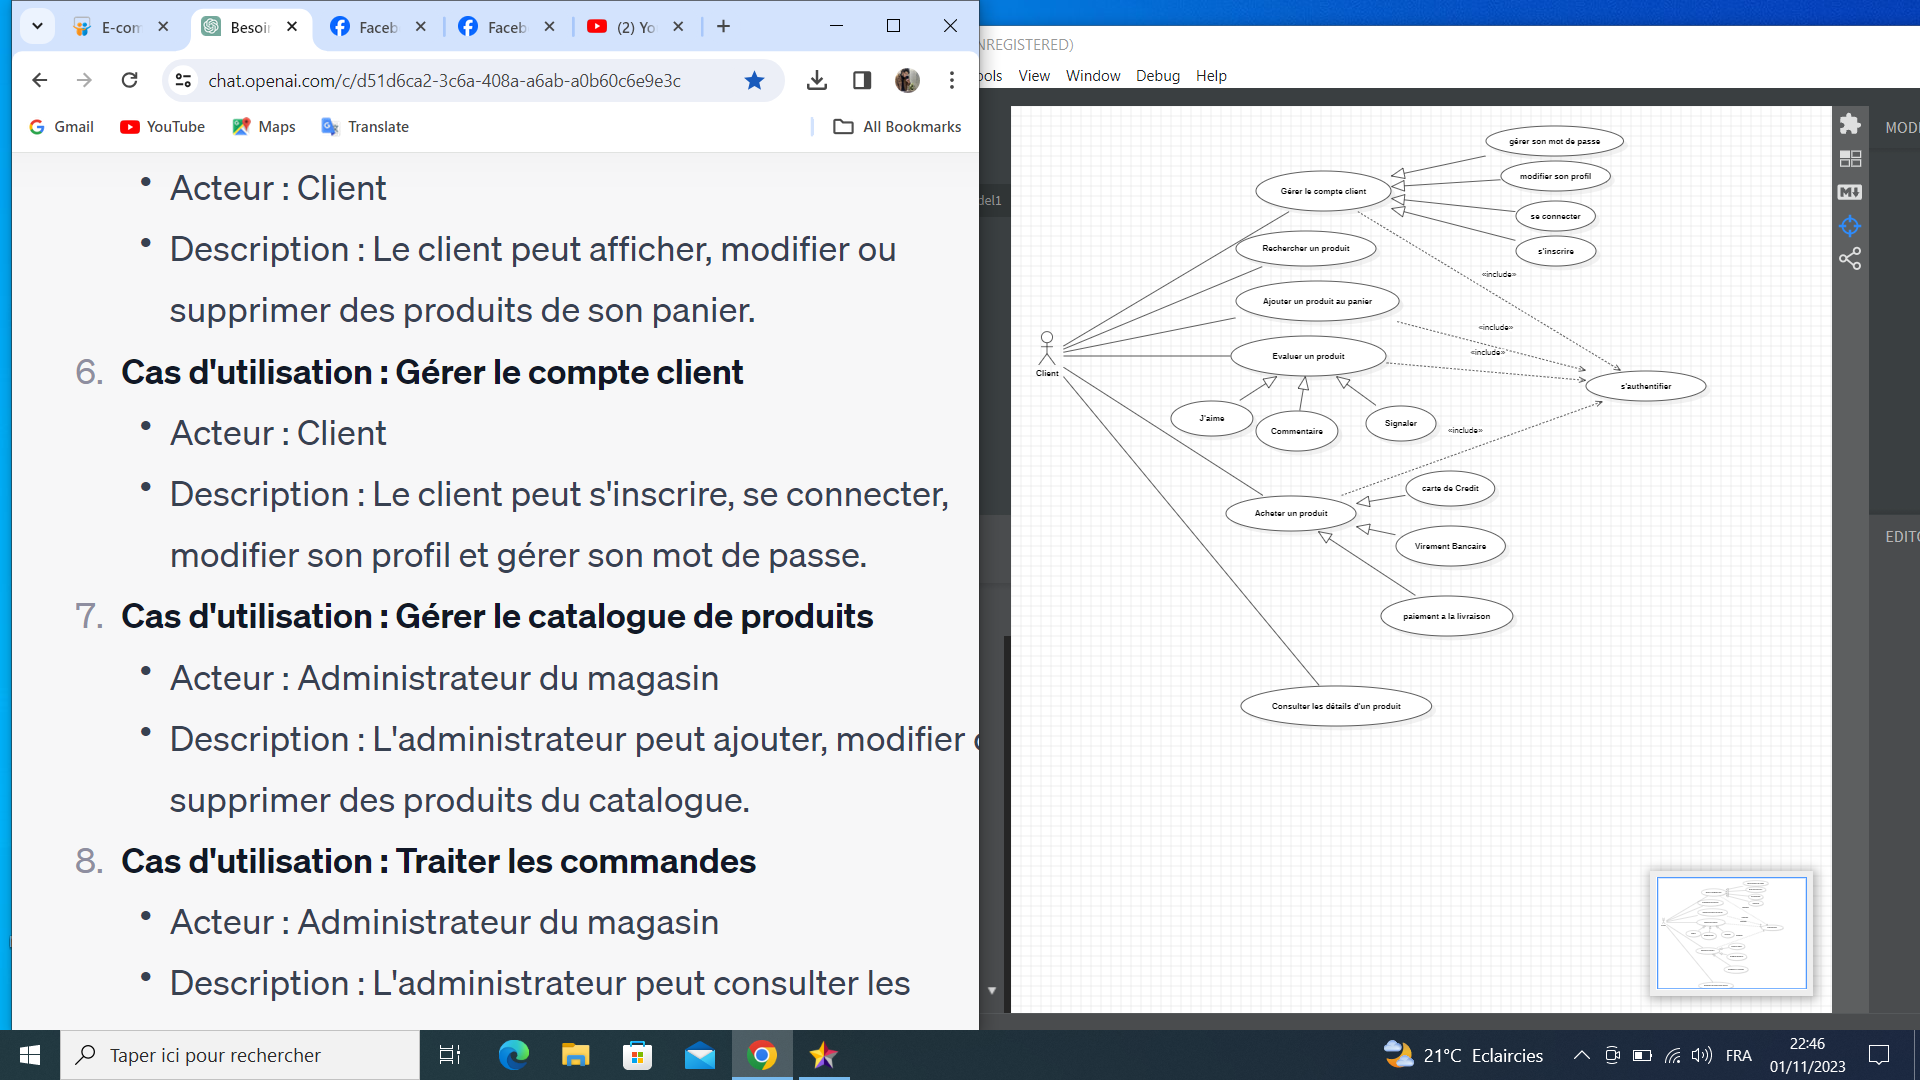 E-com
Besoin
Faceb
Faceb
(2) Yo
chat.openai.com/c/d51d6ca2-3c6a-408a-a6ab-a0b60c6e9e3c
Gmail
YouTube
Maps
Translate
All Bookmarks
• Acteur : Client
• Description : Le client peut afficher, modifier ou
supprimer des produits de son panier.
6. Cas d'utilisation : Gérer le compte client
• Acteur : Client
• Description : Le client peut s'inscrire, se connecter,
modifier son profil et gérer son mot de passe.
7. Cas d'utilisation : Gérer le catalogue de produits
• Acteur : Administrateur du magasin
• Description : L'administrateur peut ajouter, modifier
supprimer des produits du catalogue.
8. Cas d'utilisation : Traiter les commandes
• Acteur : Administrateur du magasin
• Description : L'administrateur peut consulter les
NREGISTERED)
ools View Window Debug Help
del1
MODE
EDITO
gérer son mot de passe
modifier son profil
Gérer le compte client
se connecter
Rechercher un produit
s'inscrire
«include»
Ajouter un produit au panier
«include»
«include»
Evaluer un produit
Client
s'authentifier
J'aime
Commentaire
Signaler
«include»
carte de Credit
Acheter un produit
Virement Bancaire
paiement a la livraison
Consulter les détails d'un produit
Taper ici pour rechercher
21°C Eclaircies
FRA
22:46
01/11/2023